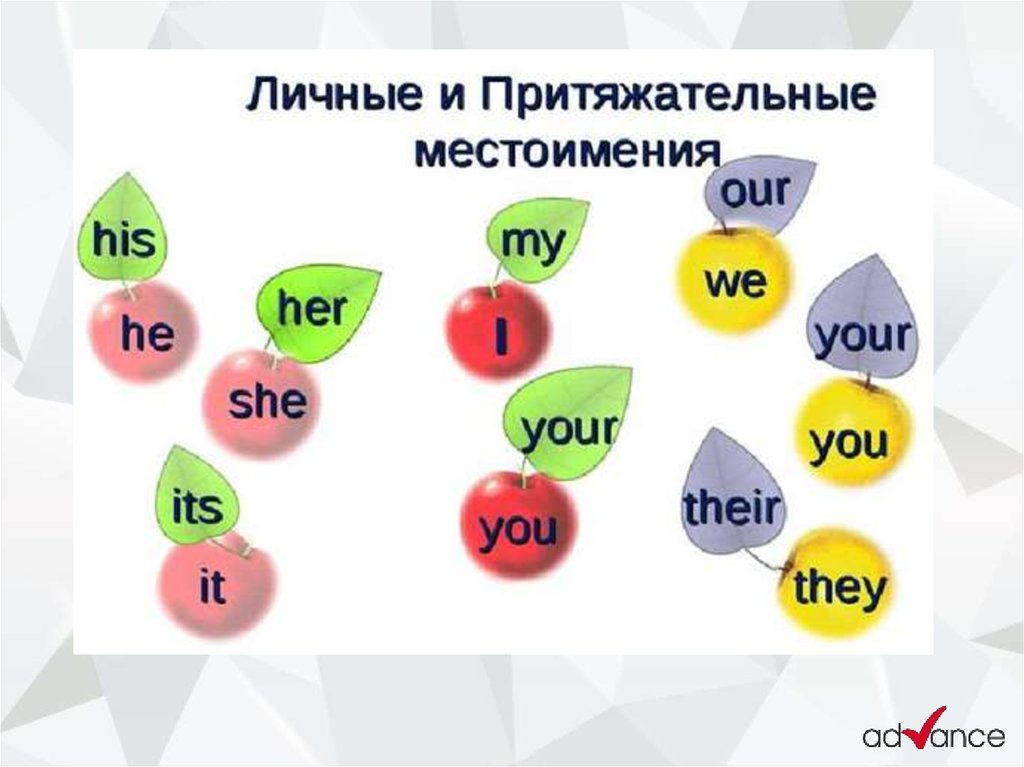 Личные и Притяжательные
местоимения
his
he
her
she
its
it
my
I
your
you
our
we
your
you
their
they
advance